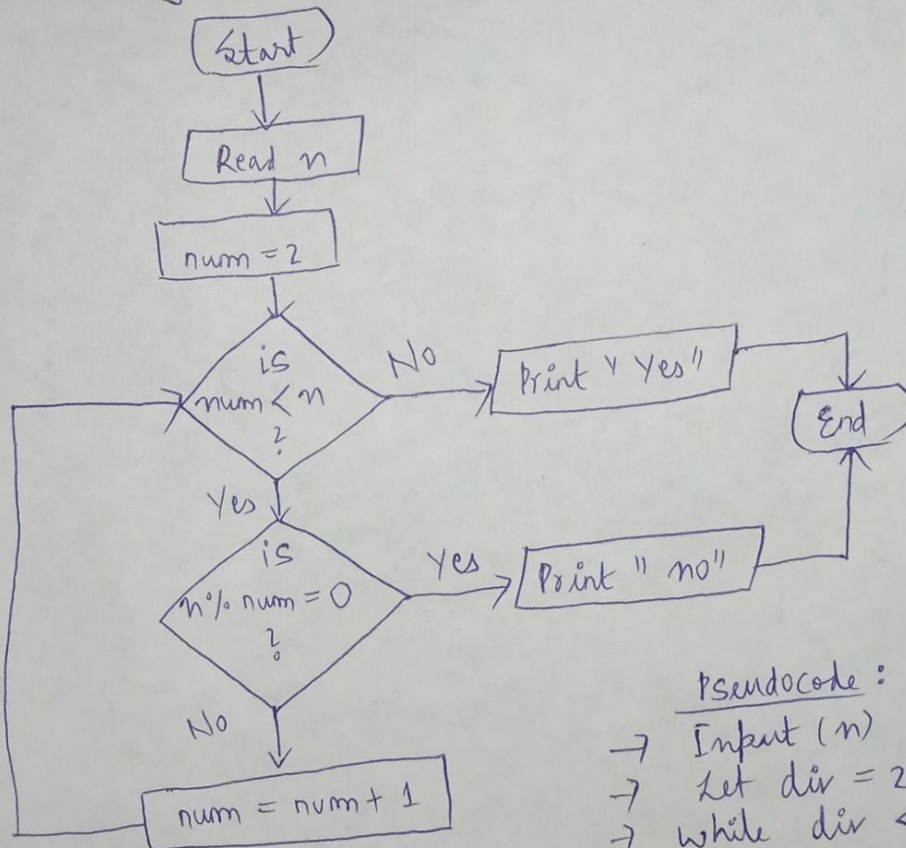 Start
Read n
num = 2
is
num < n
?
No
Print "Yes"
End
Yes
is
n % num = 0
?
Yes
Print "no"
No
num = num + 1
Pseudocode :
→ Input (n)
→ Let div = 2
→ while div <